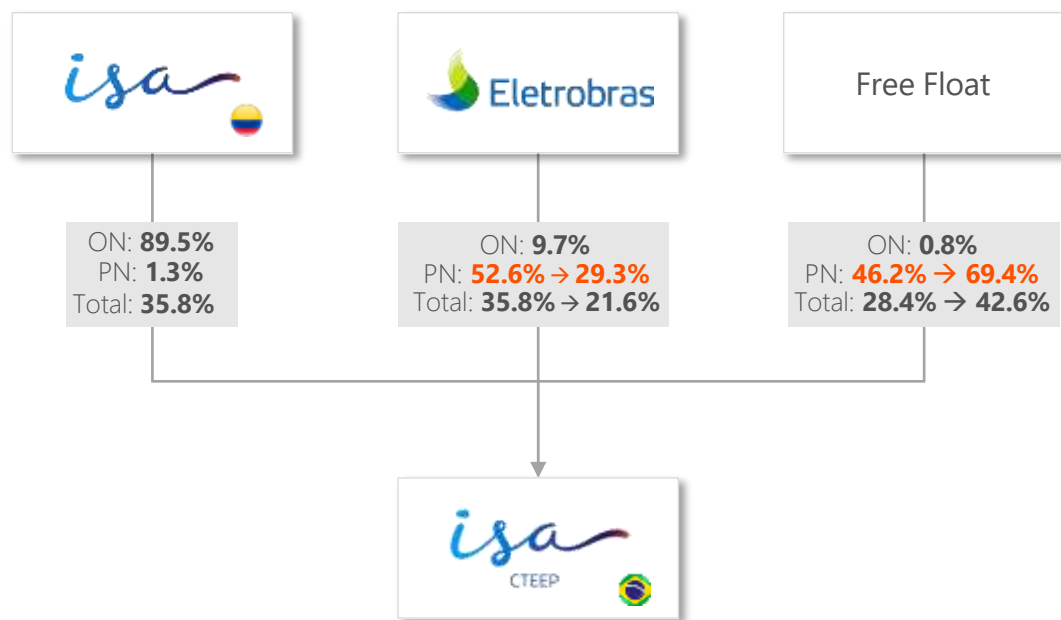 isa
Eletrobras
Free Float
ON: 89.5%
PN: 1.3%
Total: 35.8%
ON: 9.7%
PN: 52.6% → 29.3%
Total: 35.8% → 21.6%
ON: 0.8%
PN: 46.2% → 69.4%
Total: 28.4% → 42.6%
isa
CTEEP